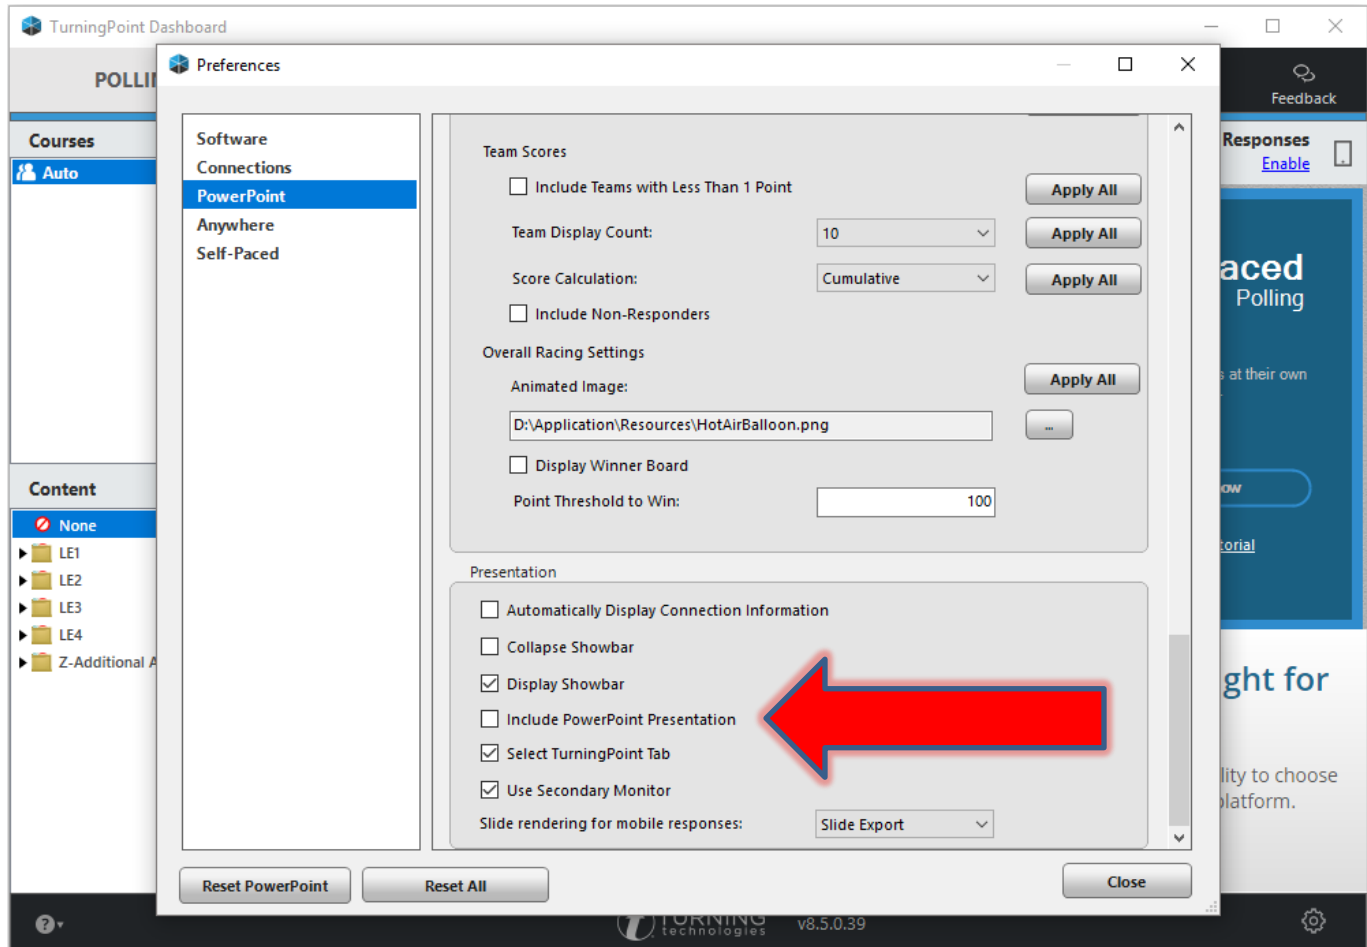 TurningPoint Dashboard
Preferences
Feedback
Courses
Auto
Responses
Enable
Software
Connections
PowerPoint
Anywhere
Self-Paced
Team Scores
Include Teams with Less Than 1 Point
Apply All
Team Display Count:
10
Apply All
Score Calculation:
Cumulative
Apply All
Include Non-Responders
Overall Racing Settings
Animated Image:
Apply All
D:\Application\Resources\HotAirBalloon.png
...
Display Winner Board
Point Threshold to Win:
100
Polling
at their own
Content
None
LE1
LE2
LE3
LE4
Z-Additional A
Presentation
Automatically Display Connection Information
Collapse Showbar
Display Showbar
Include PowerPoint Presentation
Select TurningPoint Tab
Use Secondary Monitor
Slide rendering for mobile responses:
Slide Export
ght for
lity to choose
platform.
Reset PowerPoint
Reset All
Close
TURNING
technologies
v8.5.0.39